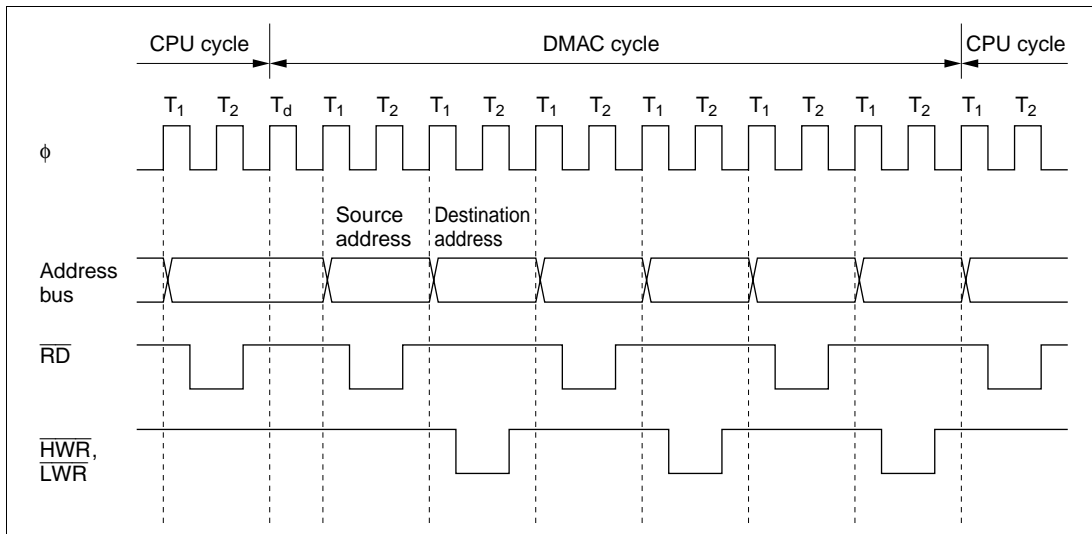 CPU cycle DMAC cycle CPU cycle
T1 T2 Td T1 T2 T1 T2 T1 T2 T1 T2 T1 T2 T1 T2 T1 T2
ϕ
Source address
Destination address
Address bus
RD
HWR,
LWR